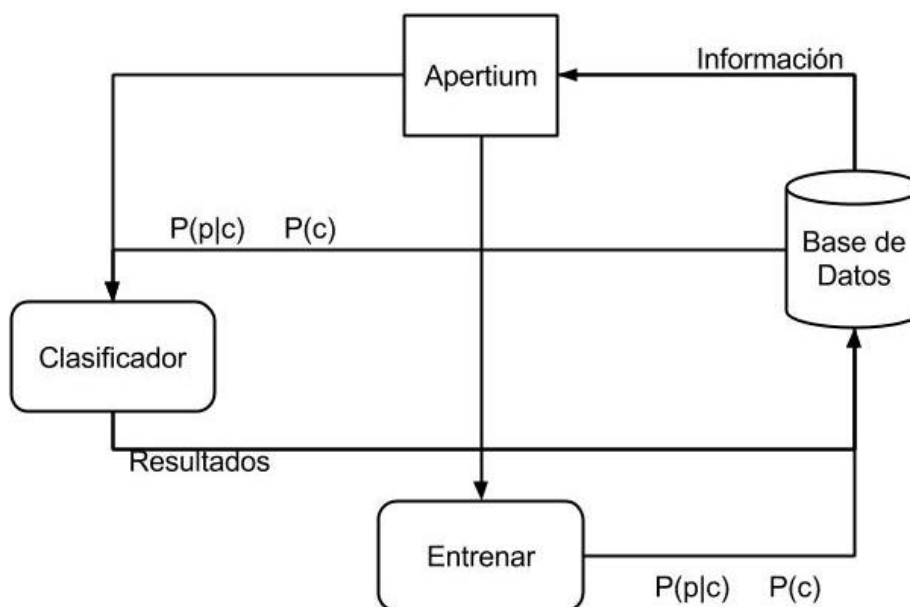 Información
Apertium
P(p|c) P(c)
Base de
Datos
Clasificador
Resultados
Entrenar
P(p|c) P(c)